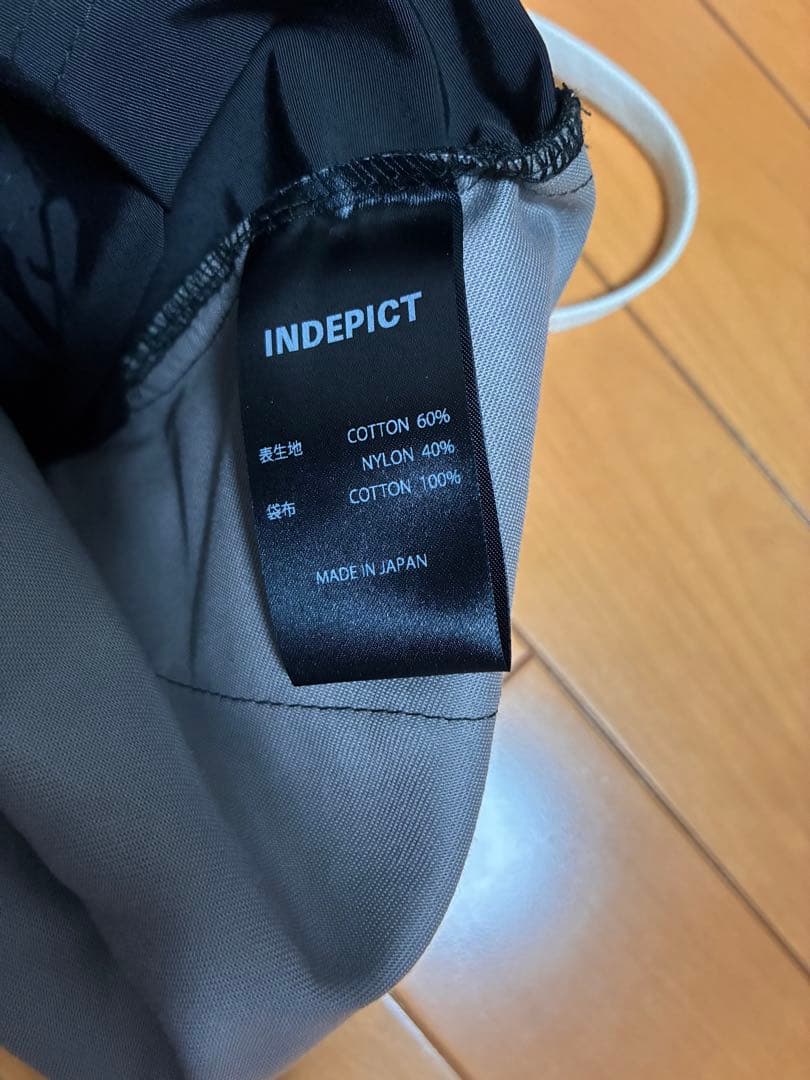 INDEPICT
表生地 COTTON 60%
NYLON 40%
袋布 COTTON 100%
MADE IN JAPAN